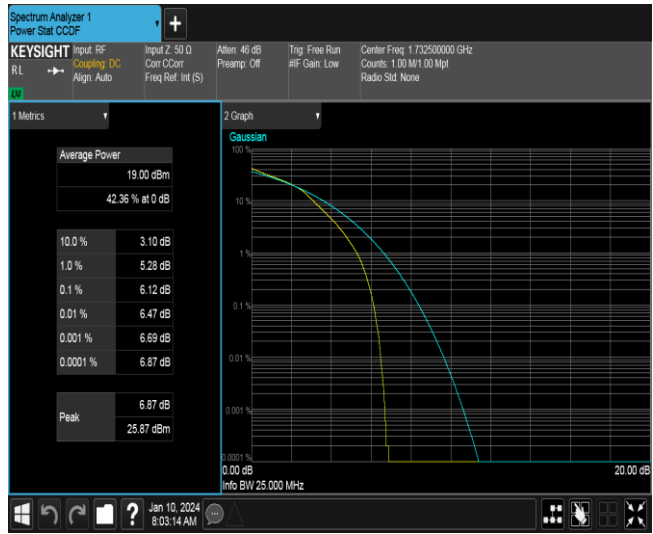 Spectrum Analyzer 1
Power Stat CCDF
+
KEYSIGHT
RL
LXI
Input: RF
Coupling: DC
Align: Auto
Input Z: 50 Ω
Corr CCorr
Freq Ref: Int (S)
Atten: 46 dB
Preamp: Off
Trig: Free Run
#IF Gain: Low
Center Freq: 1.732500000 GHz
Counts: 1.00 M/1.00 Mpt
Radio Std: None
1 Metrics
Average Power
19.00 dBm
42.36 % at 0 dB
10.0 % 3.10 dB
1.0 % 5.28 dB
0.1 % 6.12 dB
0.01 % 6.47 dB
0.001 % 6.69 dB
0.0001 % 6.87 dB
Peak
6.87 dB
25.87 dBm
2 Graph
Gaussian
100 %
10 %
1 %
0.1 %
0.01 %
0.001 %
0.0001 %
0.00 dB
20.00 dB
Info BW 25.000 MHz
?
Jan 10, 2024
8:03:14 AM